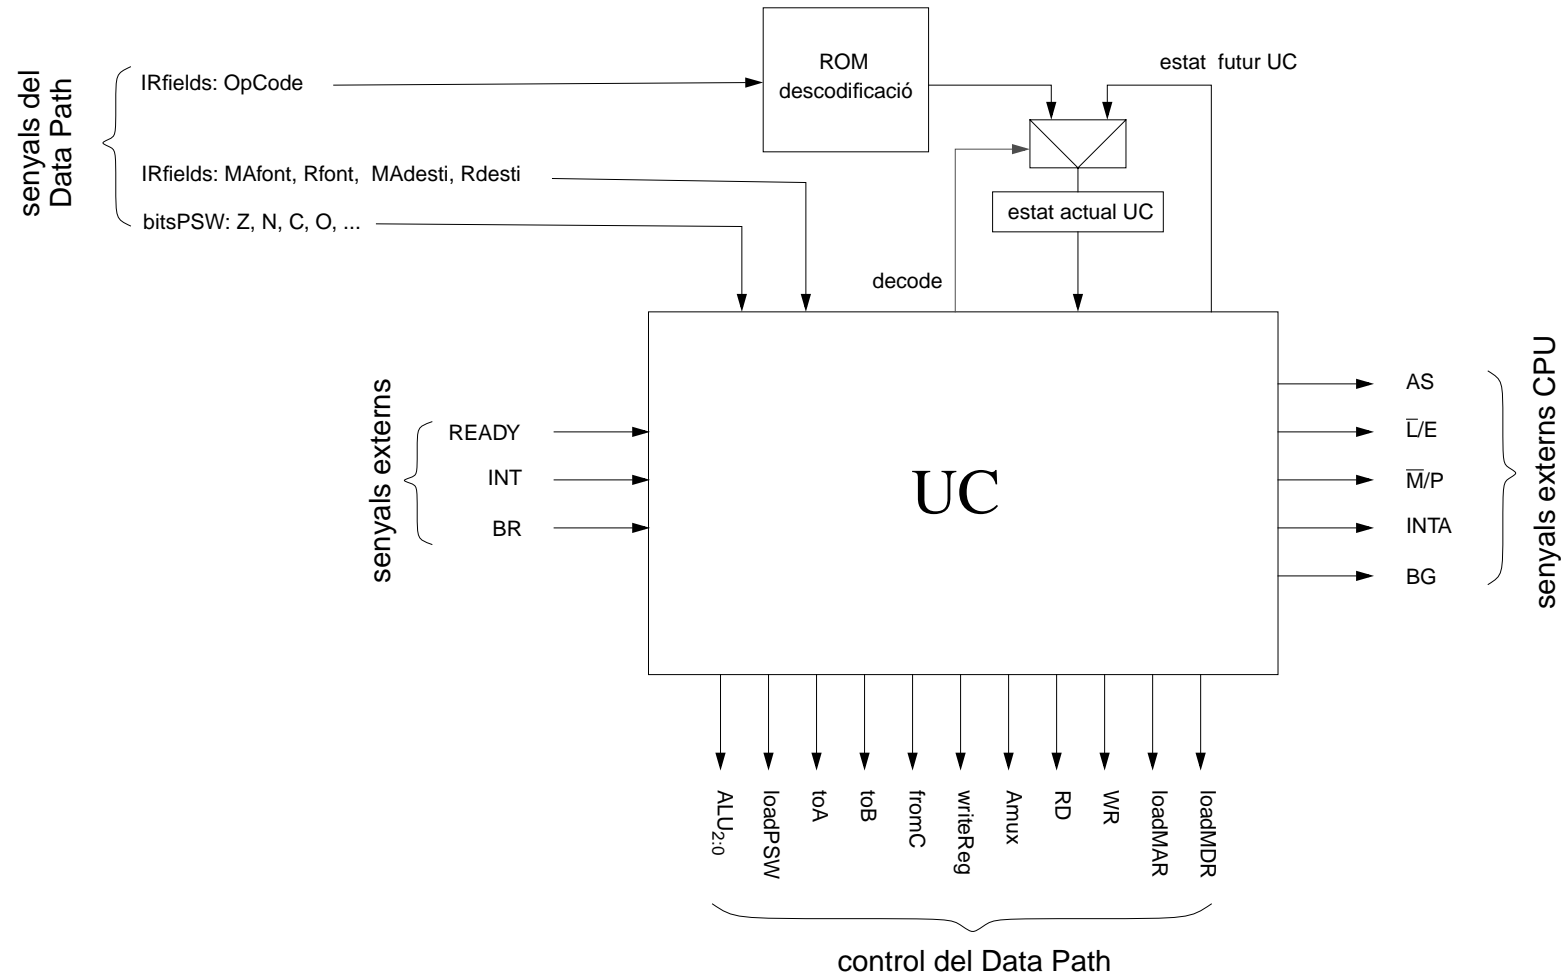 ROM
descodificació
estat futur UC
senyals del
Data Path
IRfields: OpCode
IRfields: MAfont, Rfont, MAdesti, Rdesti
bitsPSW: Z, N, C, O, ...
estat actual UC
decode
senyals externs
READY
INT
BR
UC
AS
L̅/E
M̅/P
INTA
BG
senyals externs CPU
ALU2:0
loadPSW
toA
toB
fromC
writeReg
Amux
RD
WR
loadMAR
loadMDR
control del Data Path